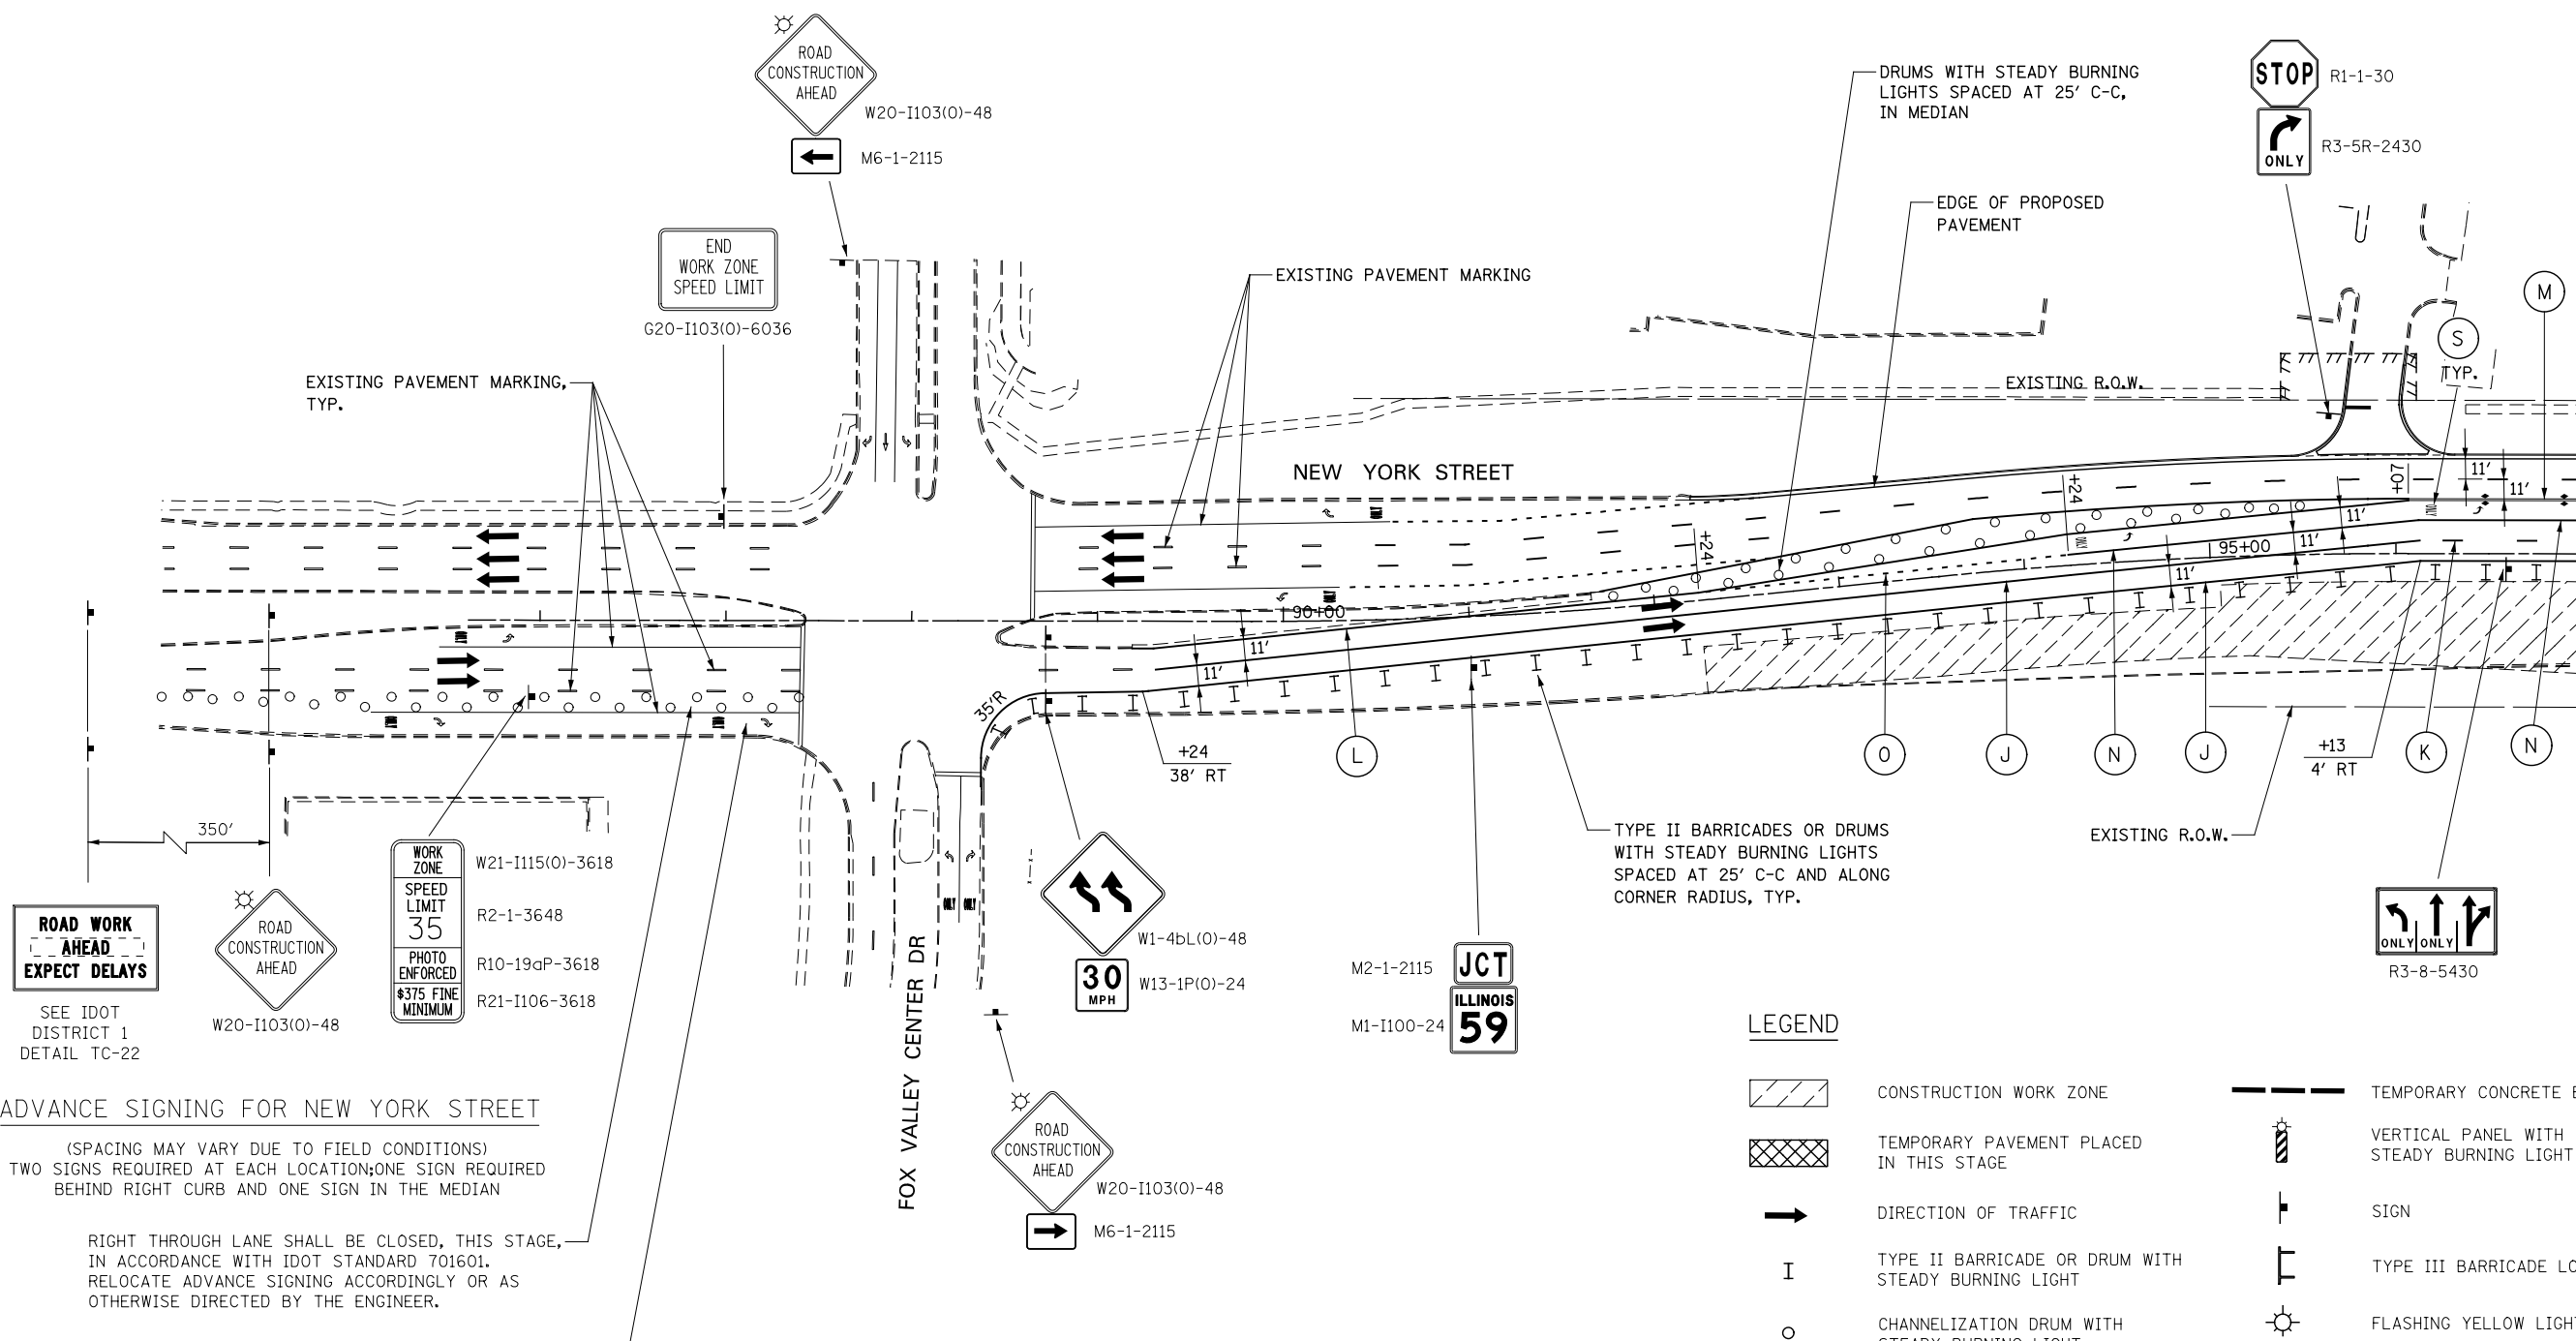 ROAD
CONSTRUCTION
AHEAD
W20-I103(0)-48
M6-1-2115
END
WORK ZONE
SPEED LIMIT
G20-I103(0)-6036
EXISTING PAVEMENT MARKING,
TYP.
EXISTING PAVEMENT MARKING
DRUMS WITH STEADY BURNING
LIGHTS SPACED AT 25' C-C,
IN MEDIAN
EDGE OF PROPOSED
PAVEMENT
STOP
R1-1-30
ONLY
R3-5R-2430
M
S
TYP.
EXISTING R.O.W.
NEW YORK STREET
+24
+24
+07
11'
11'
11'
11'
11'
95+00
90+00
11'
11'
ONLY
ONLY
35'R
+24
38' RT
L
O
J
N
J
+13
4' RT
K
N
350'
ROAD WORK
AHEAD
EXPECT DELAYS
SEE IDOT
DISTRICT 1
DETAIL TC-22
ROAD
CONSTRUCTION
AHEAD
W20-I103(0)-48
WORK
ZONE
W21-I115(0)-3618
SPEED
LIMIT
35
R2-1-3648
PHOTO
ENFORCED
R10-19aP-3618
$375 FINE
MINIMUM
R21-I106-3618
ONLY ONLY
FOX VALLEY CENTER DR
W1-4bL(0)-48
30
MPH
W13-1P(0)-24
JCT
M2-1-2115
ILLINOIS
59
M1-I100-24
TYPE II BARRICADES OR DRUMS
WITH STEADY BURNING LIGHTS
SPACED AT 25' C-C AND ALONG
CORNER RADIUS, TYP.
EXISTING R.O.W.
ONLY ONLY
R3-8-5430
ROAD
CONSTRUCTION
AHEAD
W20-I103(0)-48
M6-1-2115
ADVANCE SIGNING FOR NEW YORK STREET
(SPACING MAY VARY DUE TO FIELD CONDITIONS)
TWO SIGNS REQUIRED AT EACH LOCATION;ONE SIGN REQUIRED
BEHIND RIGHT CURB AND ONE SIGN IN THE MEDIAN
RIGHT THROUGH LANE SHALL BE CLOSED, THIS STAGE,
IN ACCORDANCE WITH IDOT STANDARD 701601.
RELOCATE ADVANCE SIGNING ACCORDINGLY OR AS
OTHERWISE DIRECTED BY THE ENGINEER.
LEGEND
CONSTRUCTION WORK ZONE
TEMPORARY PAVEMENT PLACED
IN THIS STAGE
DIRECTION OF TRAFFIC
TYPE II BARRICADE OR DRUM WITH
STEADY BURNING LIGHT
CHANNELIZATION DRUM WITH
STEADY BURNING LIGHT
TEMPORARY CONCRETE
VERTICAL PANEL WITH
STEADY BURNING LIGHT
SIGN
TYPE III BARRICADE
FLASHING YELLOW